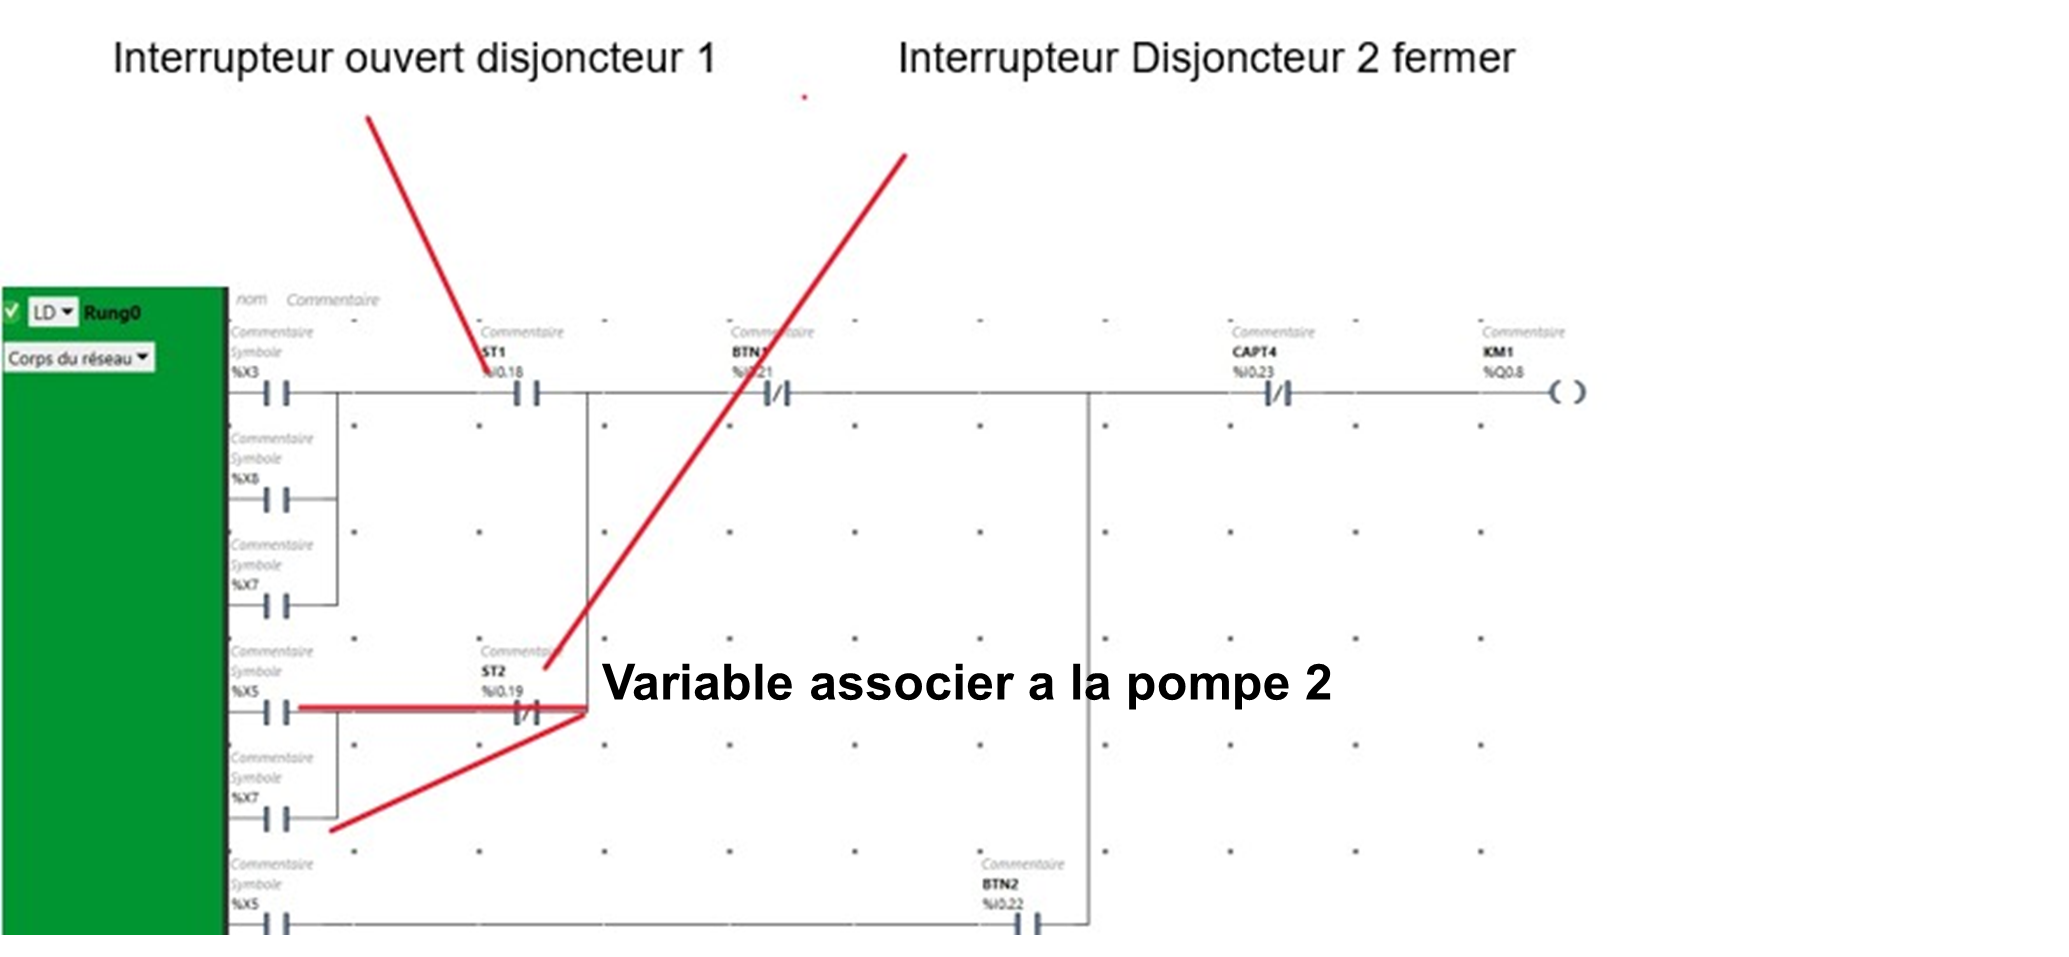 Interrupteur ouvert disjoncteur 1
Interrupteur Disjoncteur 2 fermer
nom Commentaire
LD Rung0
Corps du réseau
Commentaire Commentaire Commentaire Commentaire Commentaire
Symbole ST1 BTN1 CAPT4 KM1
%X3 %I0.18 %I0.21 %I0.23 %Q0.8
Commentaire
Symbole
%X8
Commentaire
Symbole
%X7
Commentaire Commentaire
Symbole ST2
%X5 %I0.19
Variable associer a la pompe 2
Commentaire
Symbole
%X7
Commentaire Commentaire
Symbole BTN2
%X5 %I0.22